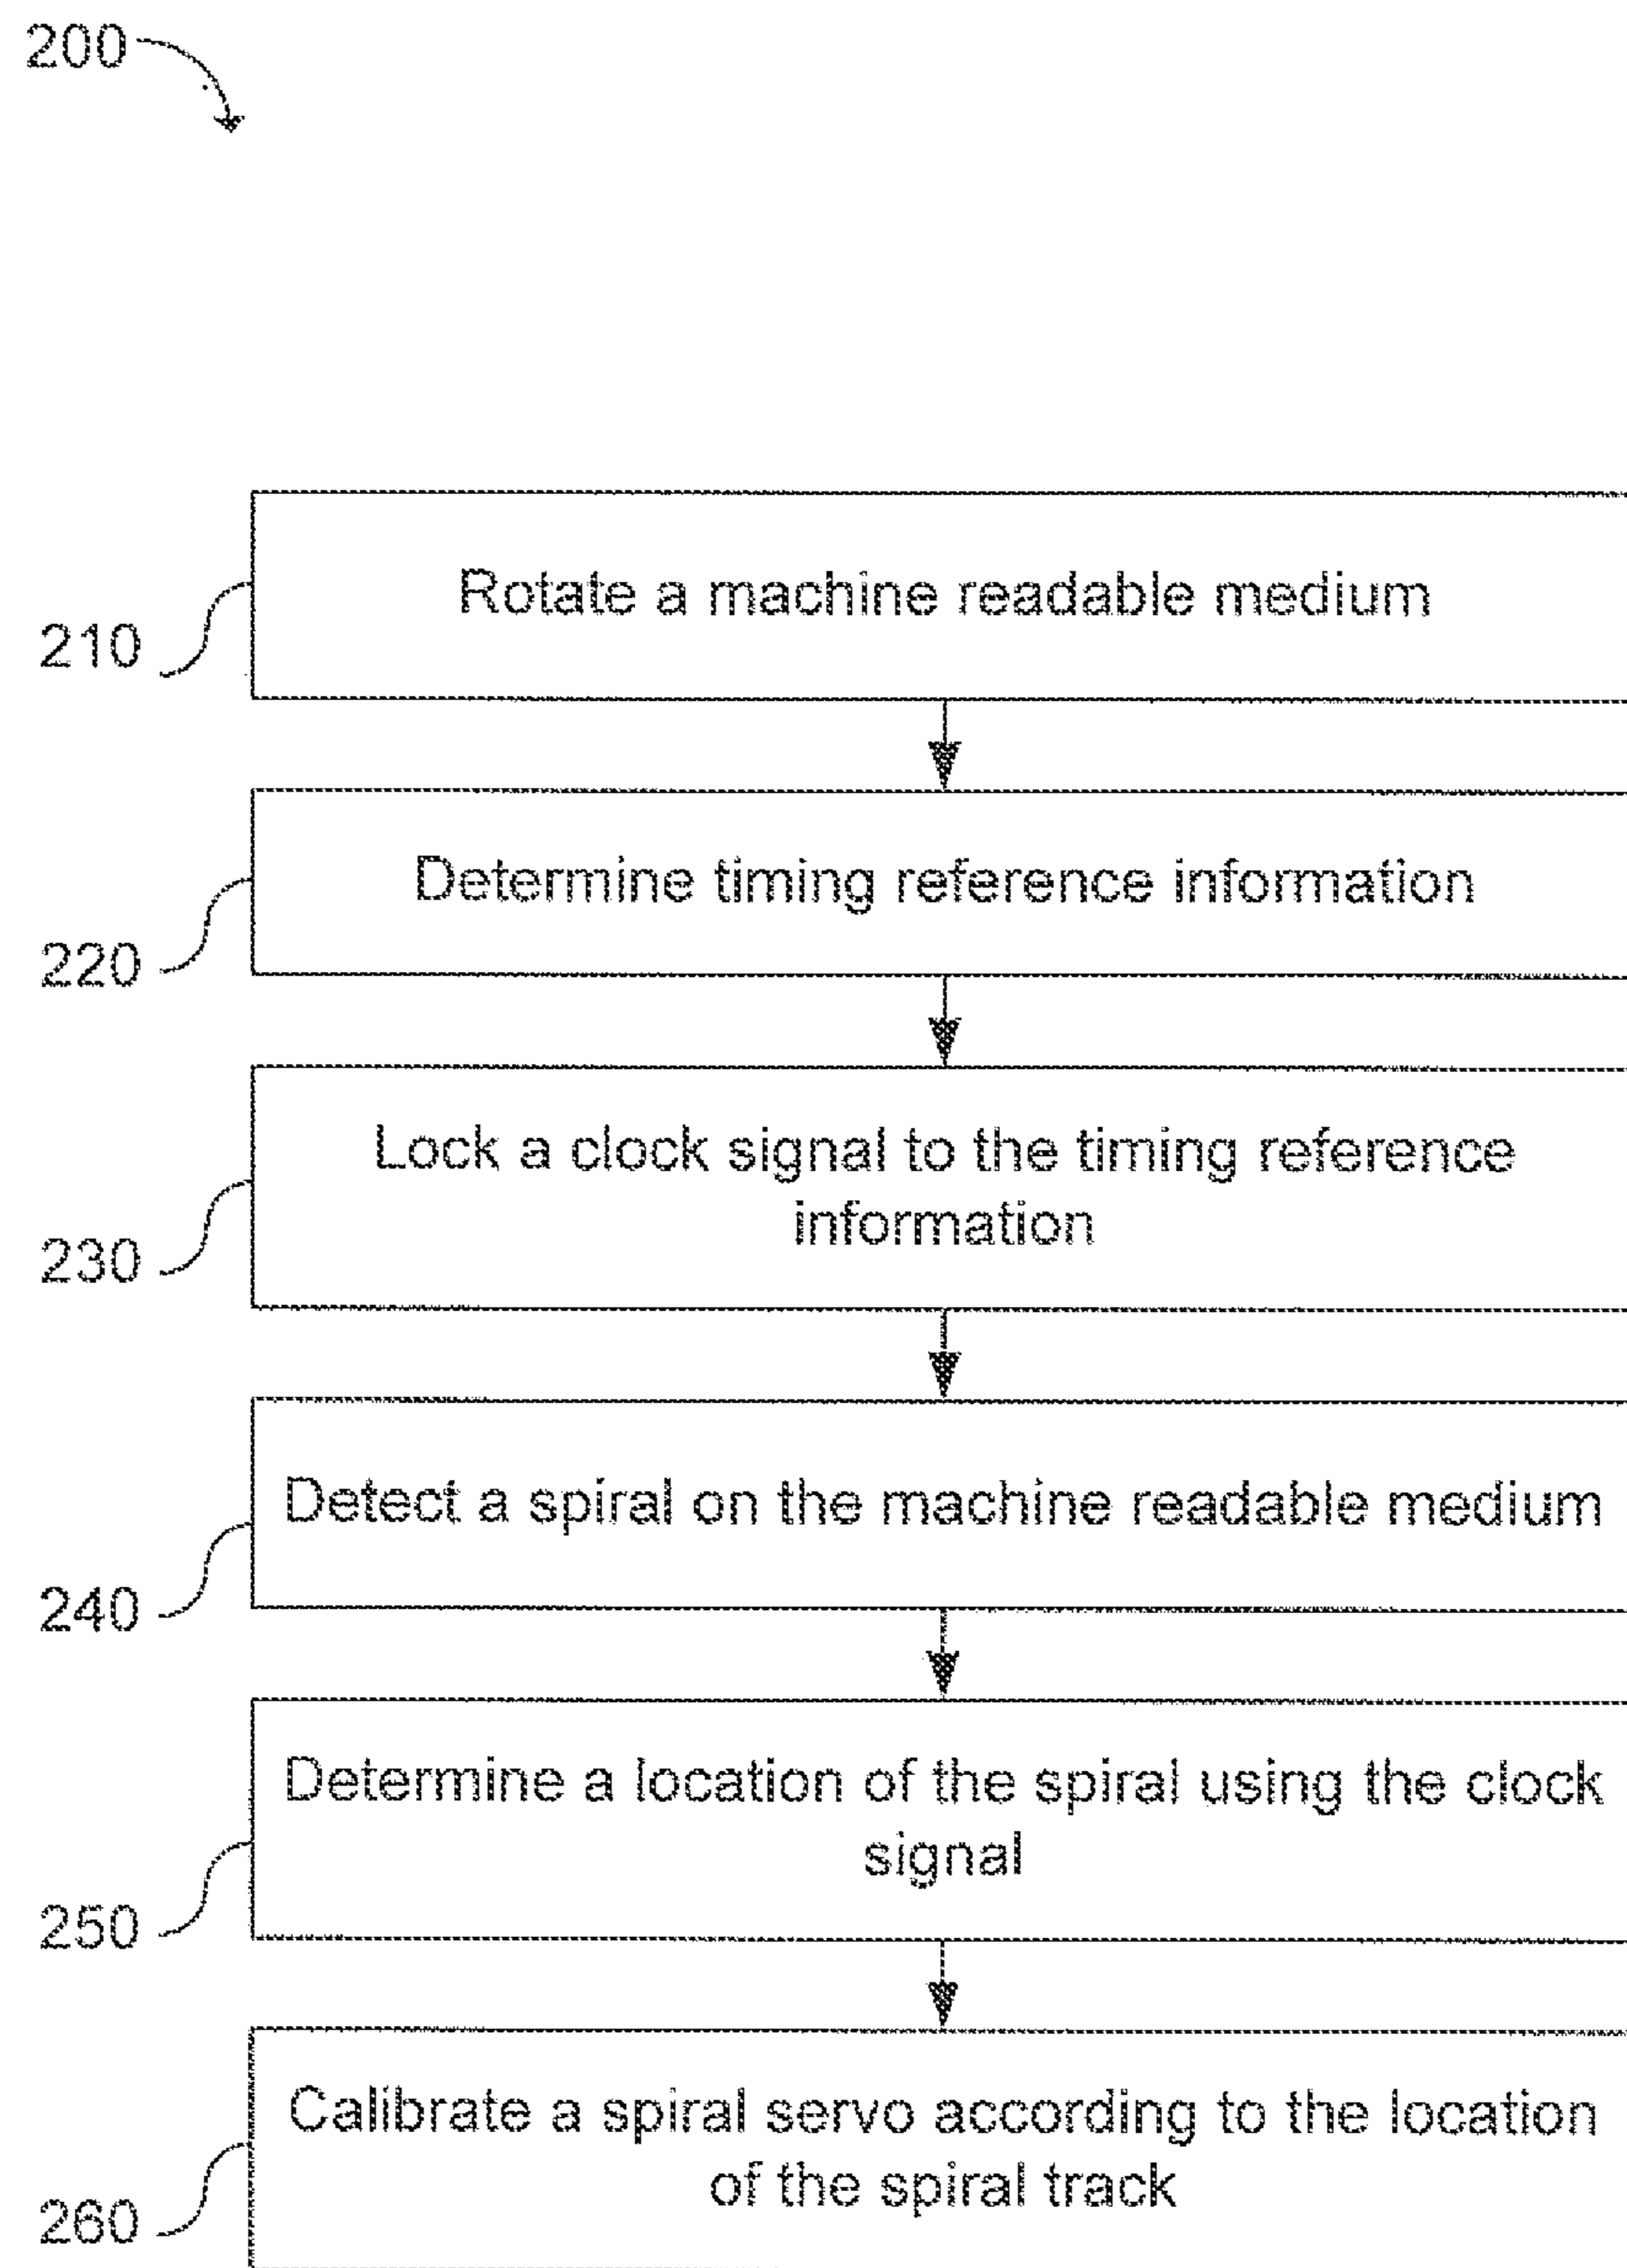 200
Rotate a machine readable medium
210
Determine timing reference information
220
Lock a clock signal to the timing reference
information
230
Detect a spiral on the machine readable medium
240
Determine a location of the spiral using the clock
signal
250
Calibrate a spiral servo according to the location
of the spiral track
260